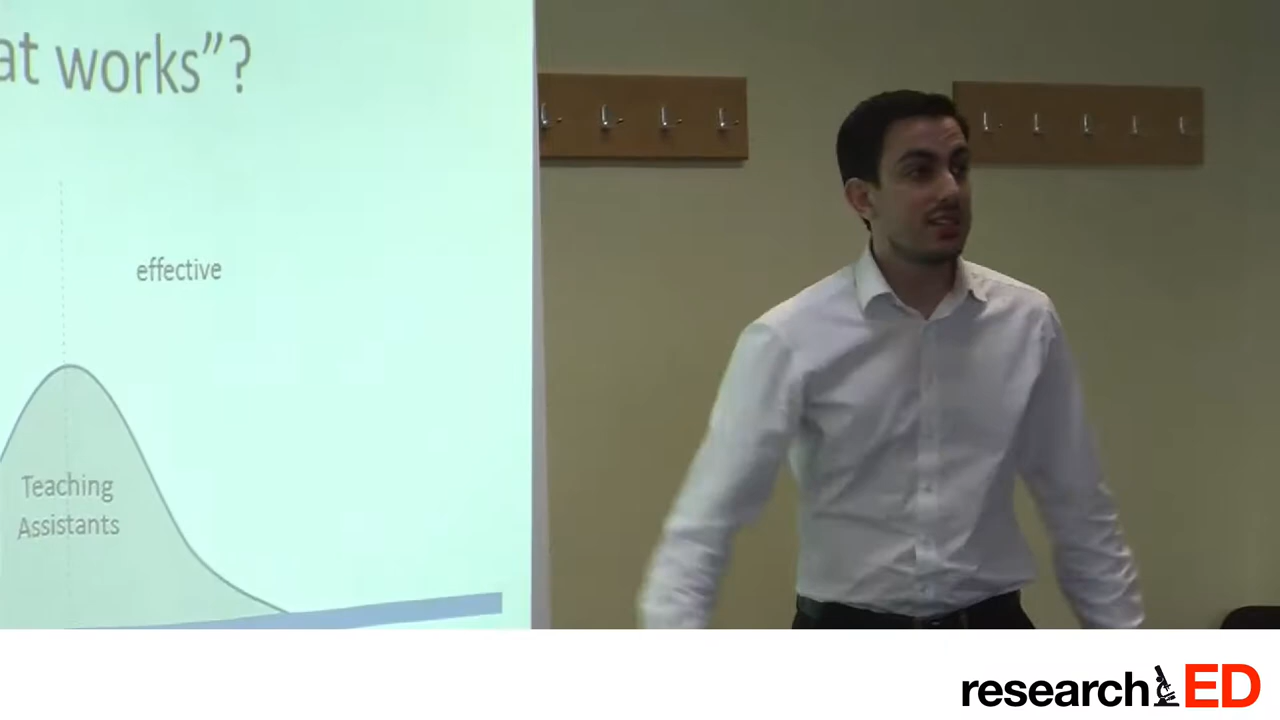 at works”?
effective
Teaching
Assistants
researchED